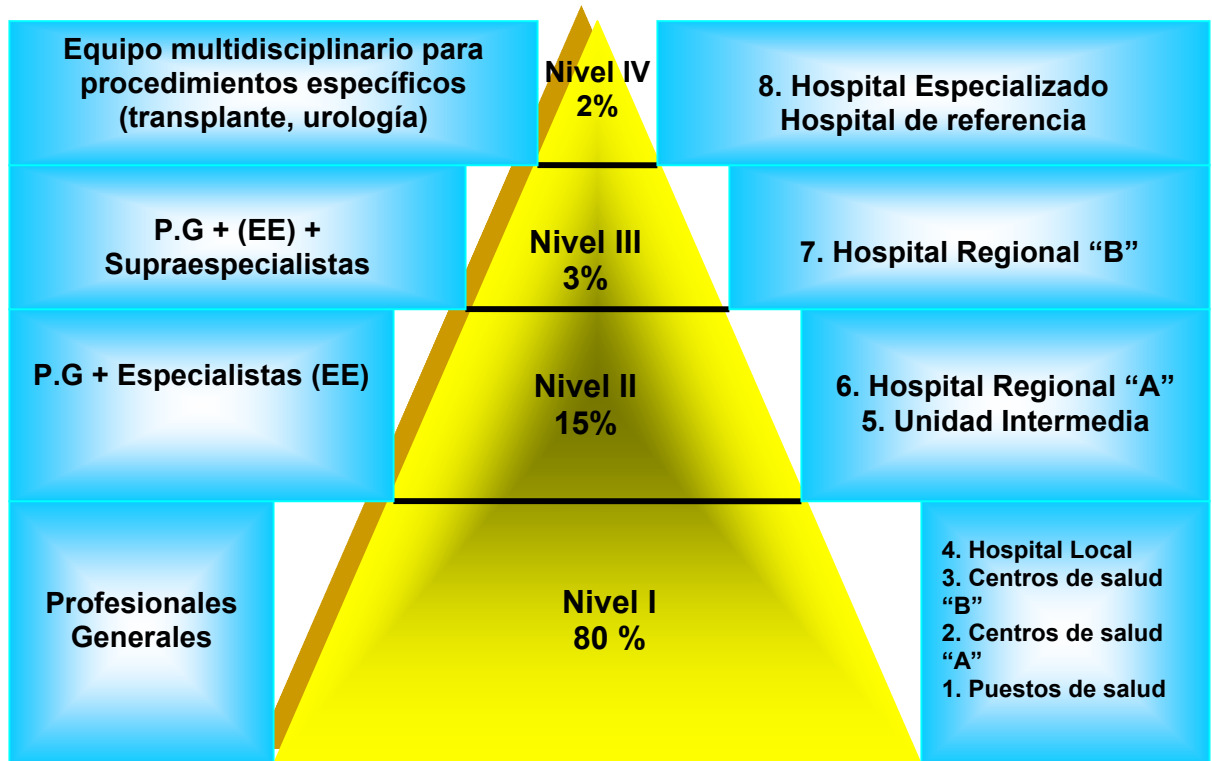 Equipo multidisciplinario para
procedimientos específicos
(transplante, urología)
Nivel IV
2%
8. Hospital Especializado
Hospital de referencia
P.G + (EE) +
Supraespecialistas
Nivel III
3%
7. Hospital Regional “B”
P.G + Especialistas (EE)
Nivel II
15%
6. Hospital Regional “A”
5. Unidad Intermedia
Profesionales
Generales
Nivel I
80 %
4. Hospital Local
3. Centros de salud
“B”
2. Centros de salud
“A”
1. Puestos de salud